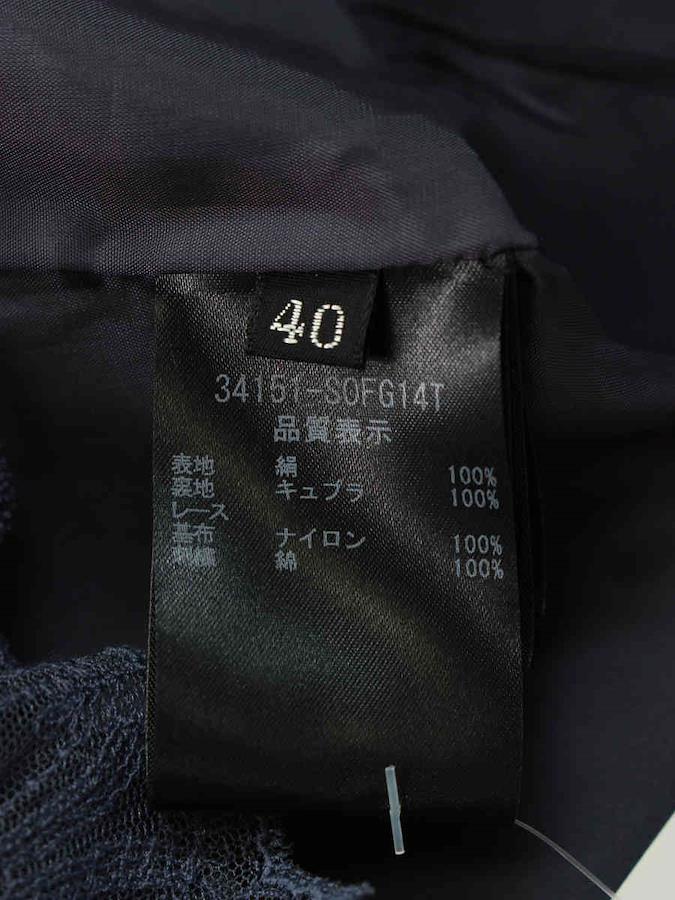 40
34151-SOFG14T
品質表示
表地 絹 100%
裏地 キュプラ 100%
レース
基布 ナイロン 100%
刺繍 綿 100%